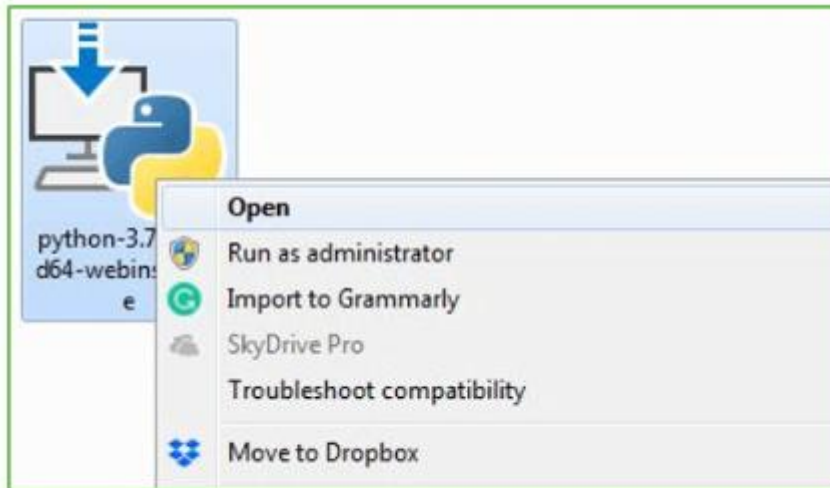 python-3.7
d64-webins
e
Open
Run as administrator
Import to Grammarly
SkyDrive Pro
Troubleshoot compatibility
Move to Dropbox